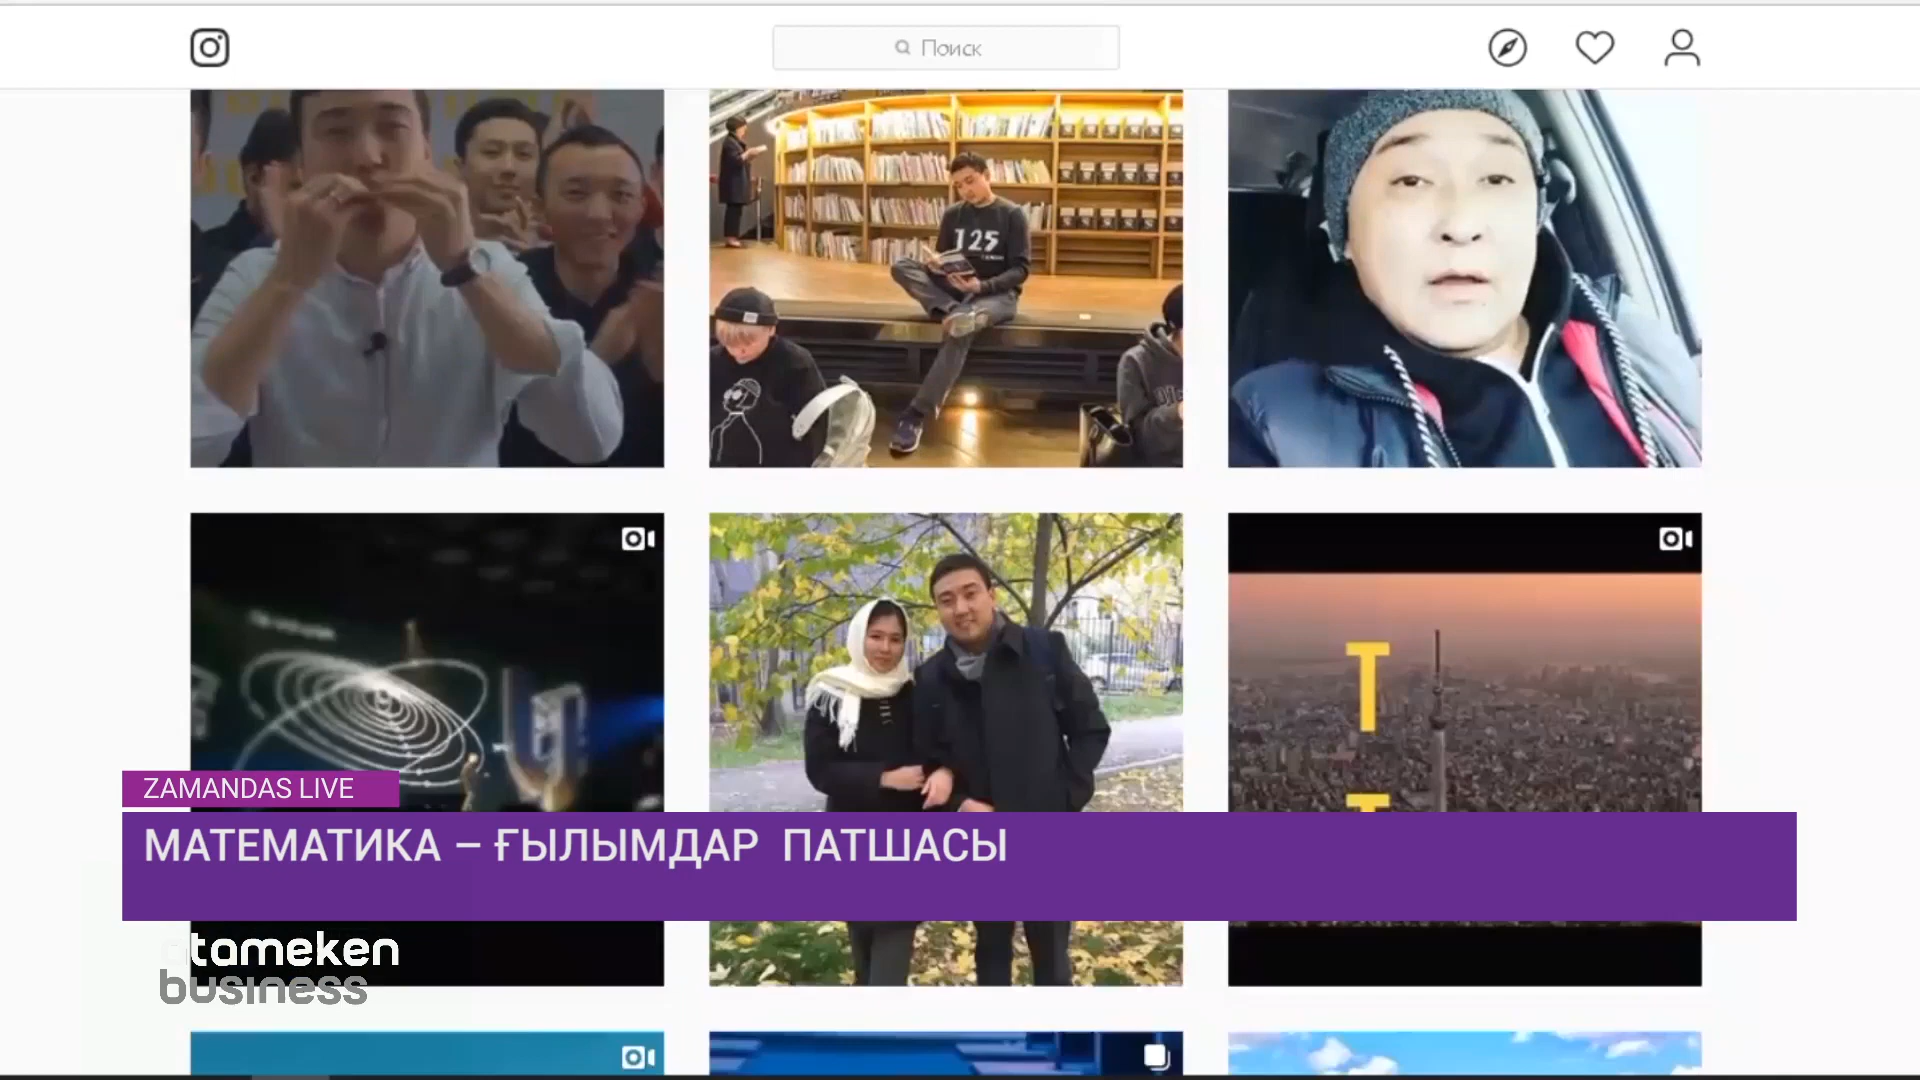 Поиск
125
T
T
ZAMANDAS LIVE
МАТЕМАТИКА – ҒЫЛЫМДАР ПАТШАСЫ
atameken
business